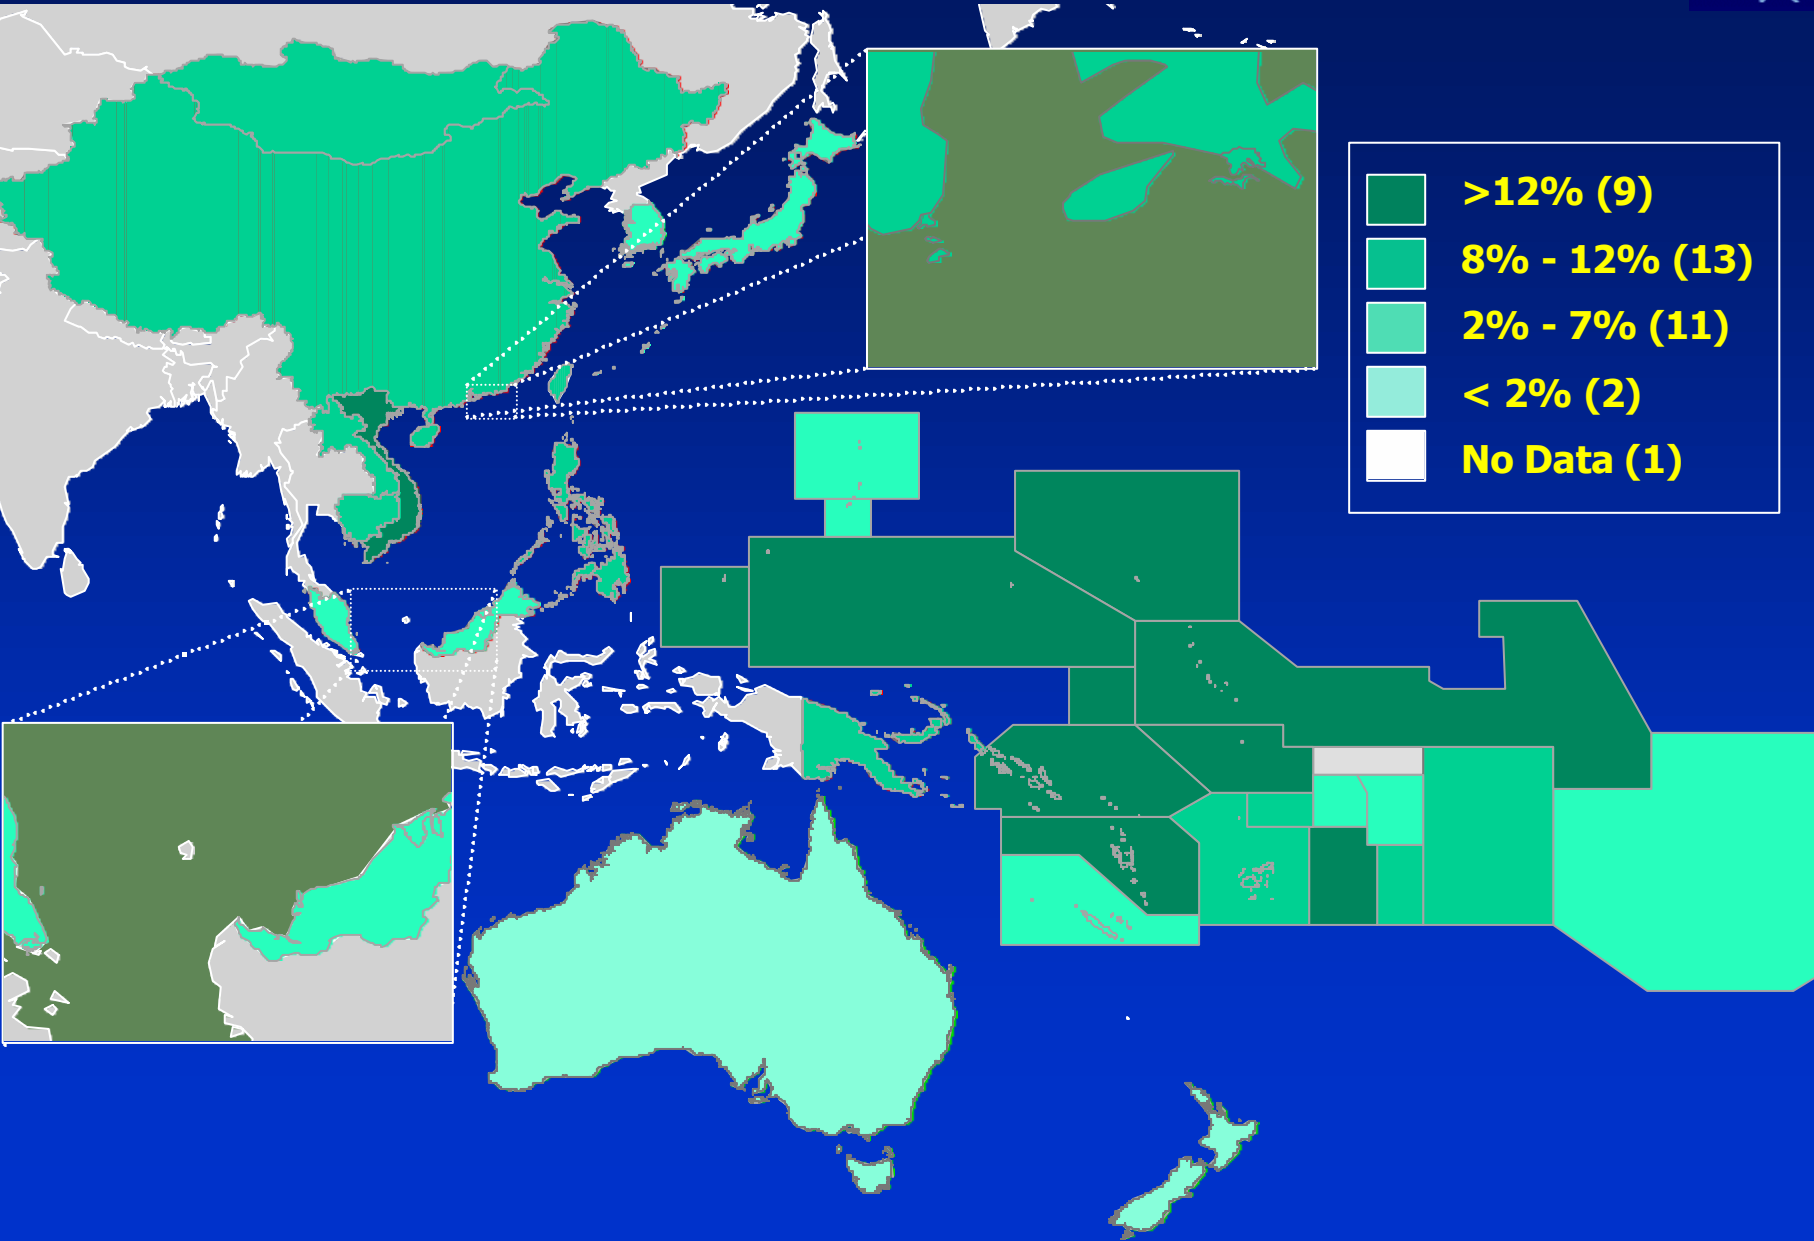 >12% (9)
8% - 12% (13)
2% - 7% (11)
< 2% (2)
No Data (1)